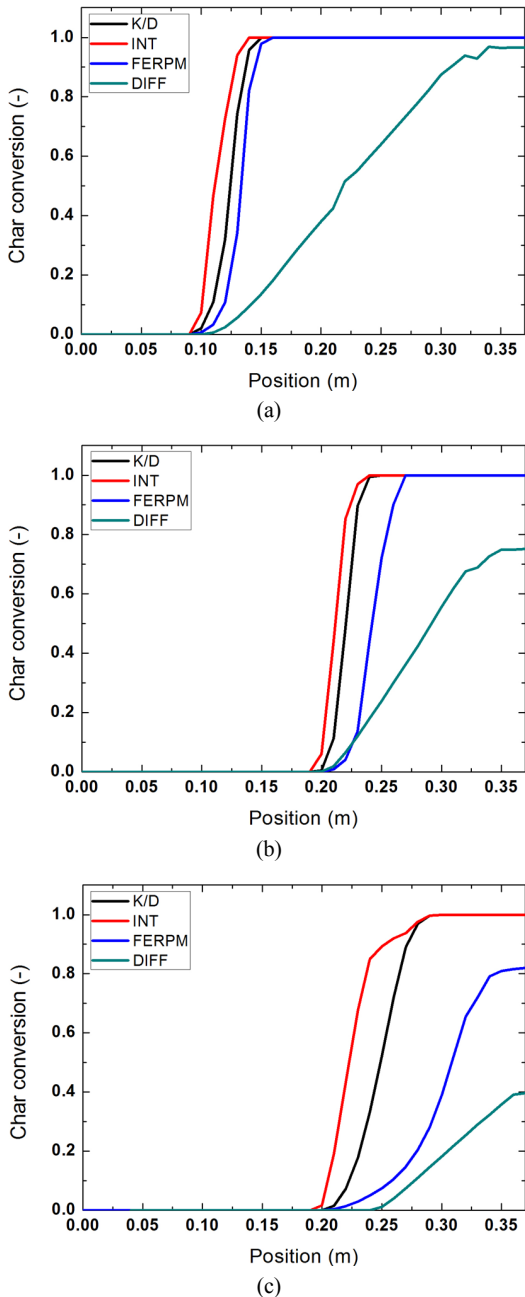 K/D
INT
FERPM
DIFF
1.0
0.8
0.6
0.4
0.2
0.0
Char conversion (-)
0.00 0.05 0.10 0.15 0.20 0.25 0.30 0.35
Position (m)
(a)
K/D
INT
FERPM
DIFF
1.0
0.8
0.6
0.4
0.2
0.0
Char conversion (-)
0.00 0.05 0.10 0.15 0.20 0.25 0.30 0.35
Position (m)
(b)
K/D
INT
FERPM
DIFF
1.0
0.8
0.6
0.4
0.2
0.0
Char conversion (-)
0.00 0.05 0.10 0.15 0.20 0.25 0.30 0.35
Position (m)
(c)